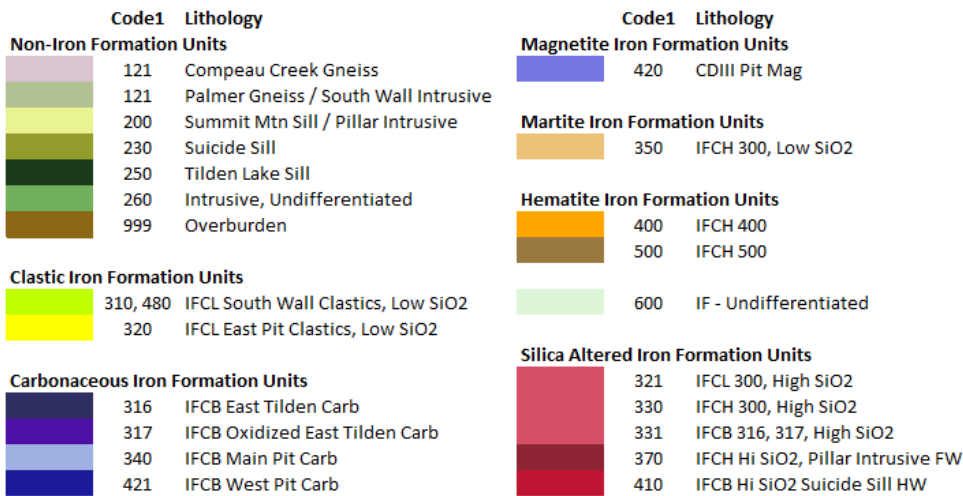 Code1 Lithology
Non-Iron Formation Units
121 Compeau Creek Gneiss
121 Palmer Gneiss / South Wall Intrusive
200 Summit Mtn Sill / Pillar Intrusive
230 Suicide Sill
250 Tilden Lake Sill
260 Intrusive, Undifferentiated
999 Overburden
Clastic Iron Formation Units
310, 480 IFCL South Wall Clastics, Low SiO2
320 IFCL East Pit Clastics, Low SiO2
Carbonaceous Iron Formation Units
316 IFCB East Tilden Carb
317 IFCB Oxidized East Tilden Carb
340 IFCB Main Pit Carb
421 IFCB West Pit Carb
Code1 Lithology
Magnetite Iron Formation Units
420 CDIII Pit Mag
Martite Iron Formation Units
350 IFCH 300, Low SiO2
Hematite Iron Formation Units
400 IFCH 400
500 IFCH 500
600 IF - Undifferentiated
Silica Altered Iron Formation Units
321 IFCL 300, High SiO2
330 IFCH 300, High SiO2
331 IFCB 316, 317, High SiO2
370 IFCH Hi SiO2, Pillar Intrusive FW
410 IFCB Hi SiO2 Suicide Sill HW